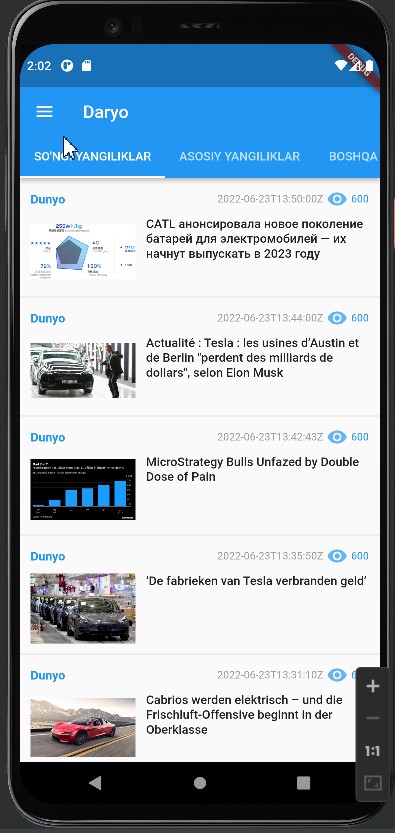 2:02
DEBUG
Daryo
SO'NG YANGILIKLAR
ASOSIY YANGILIKLAR
BOSHQA
Dunyo
2022-06-23T13:50:00Z
600
CATL анонсировала новое поколение
батарей для электромобилей — их
начнут выпускать в 2023 году
Dunyo
2022-06-23T13:44:00Z
600
Actualité : Tesla : les usines d'Austin et
de Berlin "perdent des milliards de
dollars", selon Elon Musk
Dunyo
2022-06-23T13:42:43Z
600
MicroStrategy Bulls Unfazed by Double
Dose of Pain
Dunyo
2022-06-23T13:35:50Z
600
‘De fabrieken van Tesla verbranden geld’
Dunyo
2022-06-23T13:31:10Z
Cabrios werden elektrisch – und die
Frischluft-Offensive beginnt in der
Oberklasse
1:1